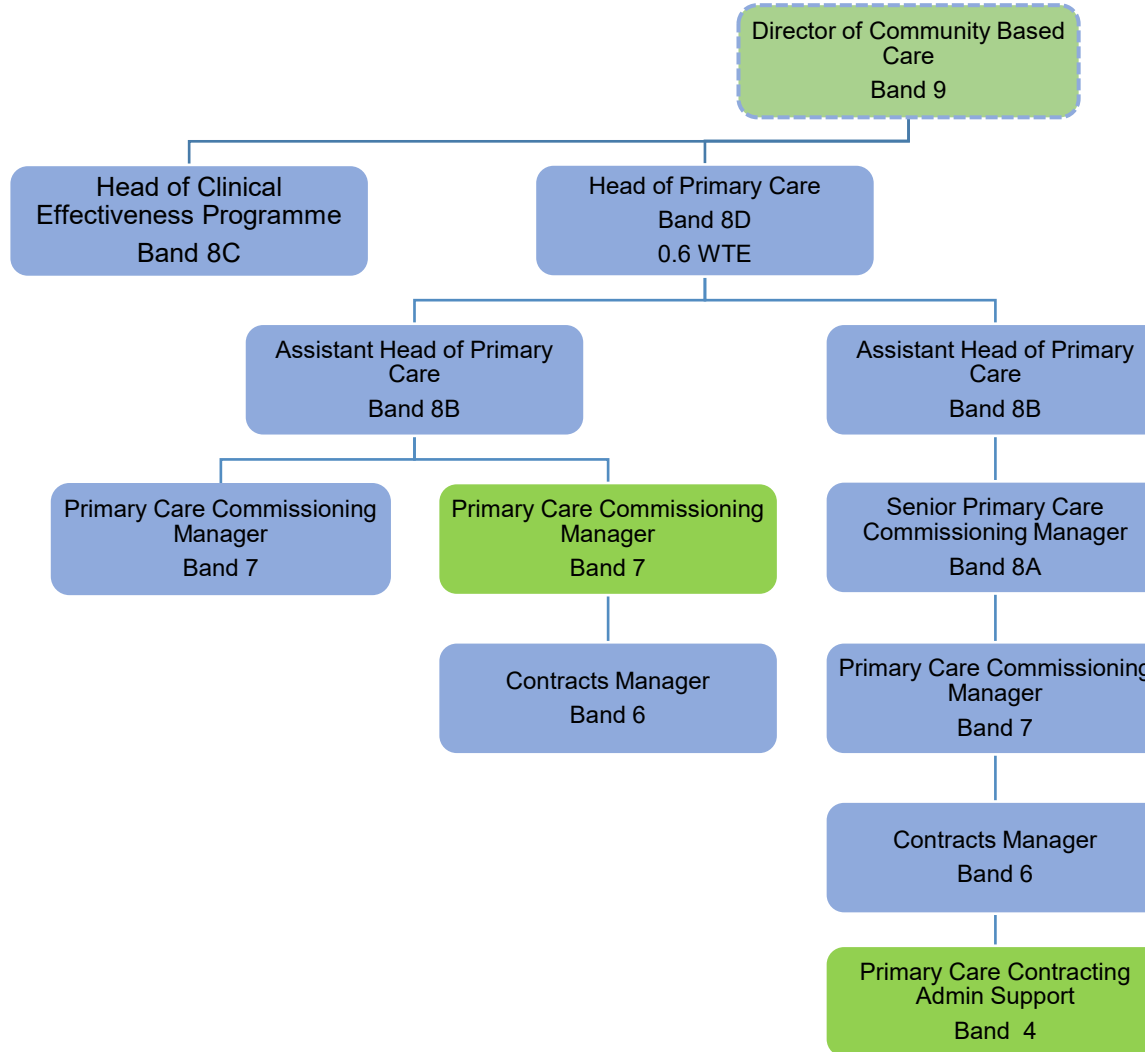 Director of Community Based
Care
Band 9
Head of Clinical
Effectiveness Programme
Band 8C
Head of Primary Care
Band 8D
0.6 WTE
Assistant Head of Primary
Care
Band 8B
Assistant Head of Primary
Care
Band 8B
Primary Care Commissioning
Manager
Band 7
Primary Care Commissioning
Manager
Band 7
Senior Primary Care
Commissioning Manager
Band 8A
Contracts Manager
Band 6
Primary Care Commissioning
Manager
Band 7
Contracts Manager
Band 6
Primary Care Contracting
Admin Support
Band 4